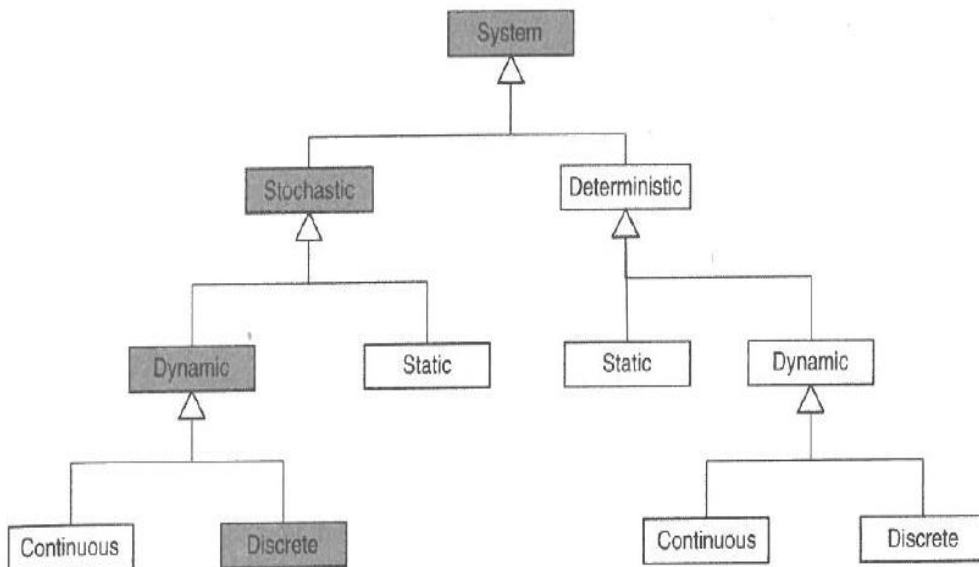 System
Stochastic
Deterministic
Dynamic
Static
Static
Dynamic
Continuous
Discrete
Continuous
Discrete